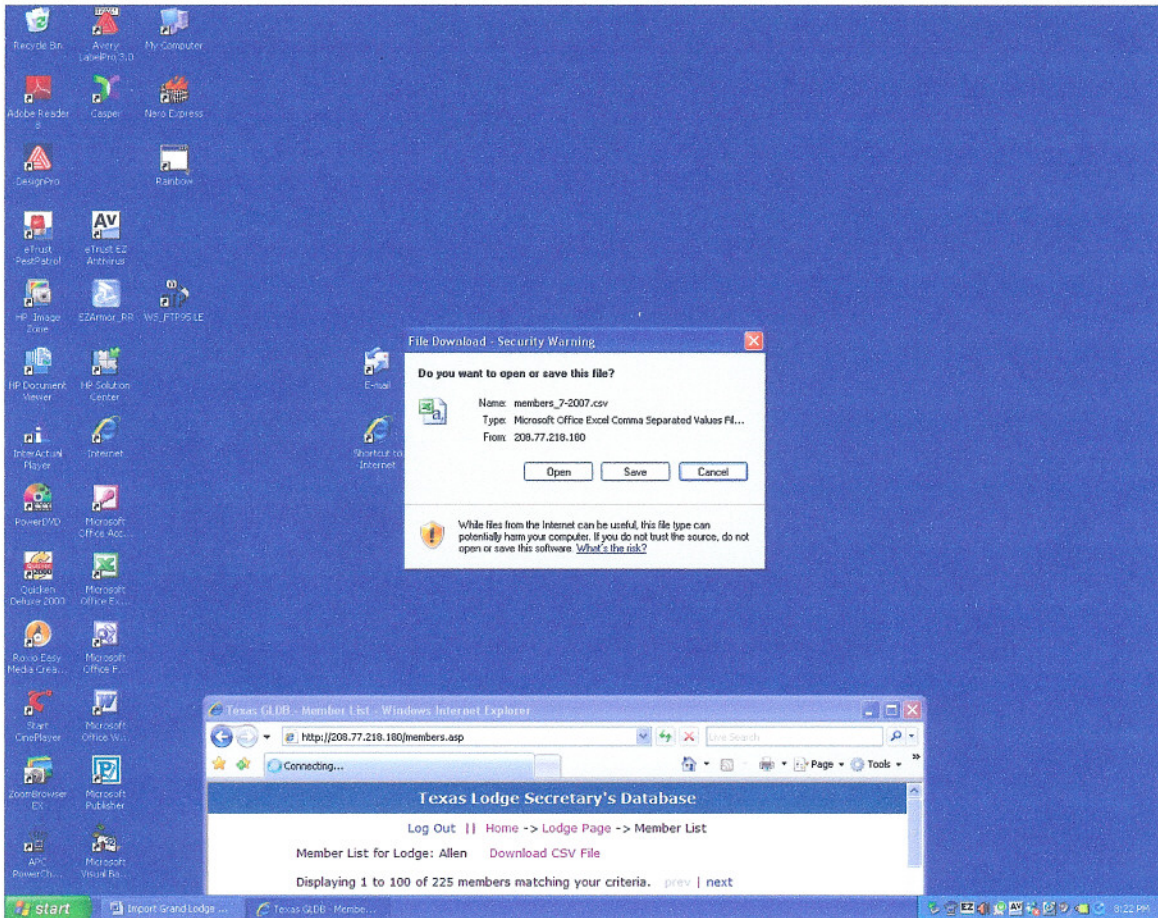 Recycle Bin
Avery
LabelPro 3.0
My Computer
Adobe Reader
8
Casper
Nero Express
DesignPro
Rainbow
eTrust
PestPatrol
eTrust EZ
Antivirus
HP Image
Zone
EZArmor_RR
WS_FTP95 LE
HP Document
Viewer
HP Solution
Center
E-mail
InterActual
Player
Internet
Shortcut to
Internet
PowerDVD
Microsoft
Office Acc...
Quicken
Deluxe 2000
Microsoft
Office Ex...
Roxio Easy
Media Crea...
Microsoft
Office F...
Start
CinePlayer
Microsoft
Office W...
ZoomBrowser
EX
Microsoft
Publisher
APC
PowerCh...
Microsoft
Visual Ba...
File Download - Security Warning
Do you want to open or save this file?
Name: members_7-2007.csv
Type: Microsoft Office Excel Comma Separated Values Fil...
From: 208.77.218.180
Open Save Cancel
While files from the Internet can be useful, this file type can
potentially harm your computer. If you do not trust the source, do not
open or save this software. What's the risk?
Texas GLDB - Member List - Windows Internet Explorer
http://208.77.218.180/members.asp
Live Search
Connecting...
Page Tools
Texas Lodge Secretary's Database
Log Out || Home -> Lodge Page -> Member List
Member List for Lodge: Allen Download CSV File
Displaying 1 to 100 of 225 members matching your criteria. prev | next
start
Import Grand Lodge ...
Texas GLDB - Membe...
EZ
AV
8:22 PM